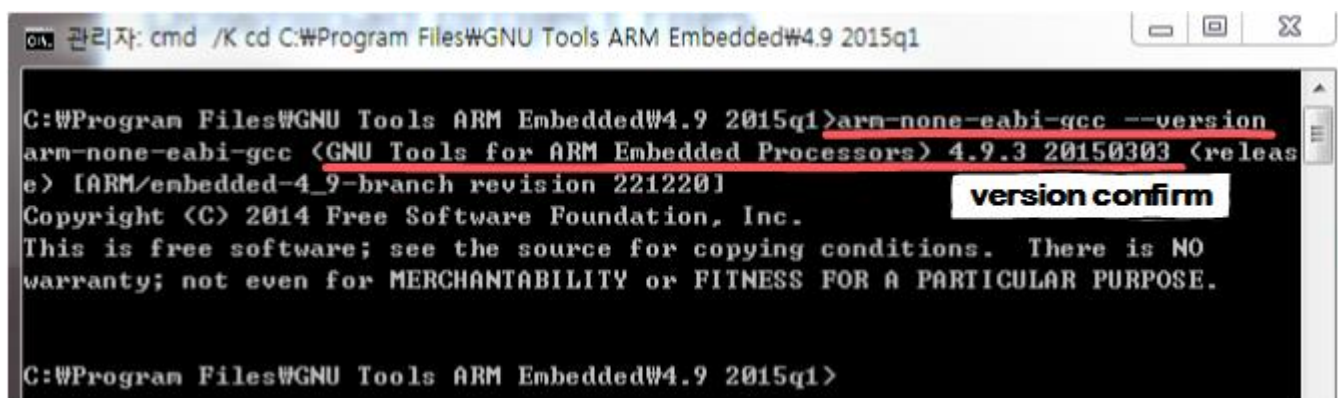 관리자: cmd /K cd C:₩Program Files₩GNU Tools ARM Embedded₩4.9 2015q1
C:₩Program Files₩GNU Tools ARM Embedded₩4.9 2015q1>arm-none-eabi-gcc --version
arm-none-eabi-gcc (GNU Tools for ARM Embedded Processors) 4.9.3 20150303 (releas
e) [ARM/embedded-4_9-branch revision 221220]
version confirm
Copyright (C) 2014 Free Software Foundation, Inc.
This is free software; see the source for copying conditions.  There is NO
warranty; not even for MERCHANTABILITY or FITNESS FOR A PARTICULAR PURPOSE.
C:₩Program Files₩GNU Tools ARM Embedded₩4.9 2015q1>